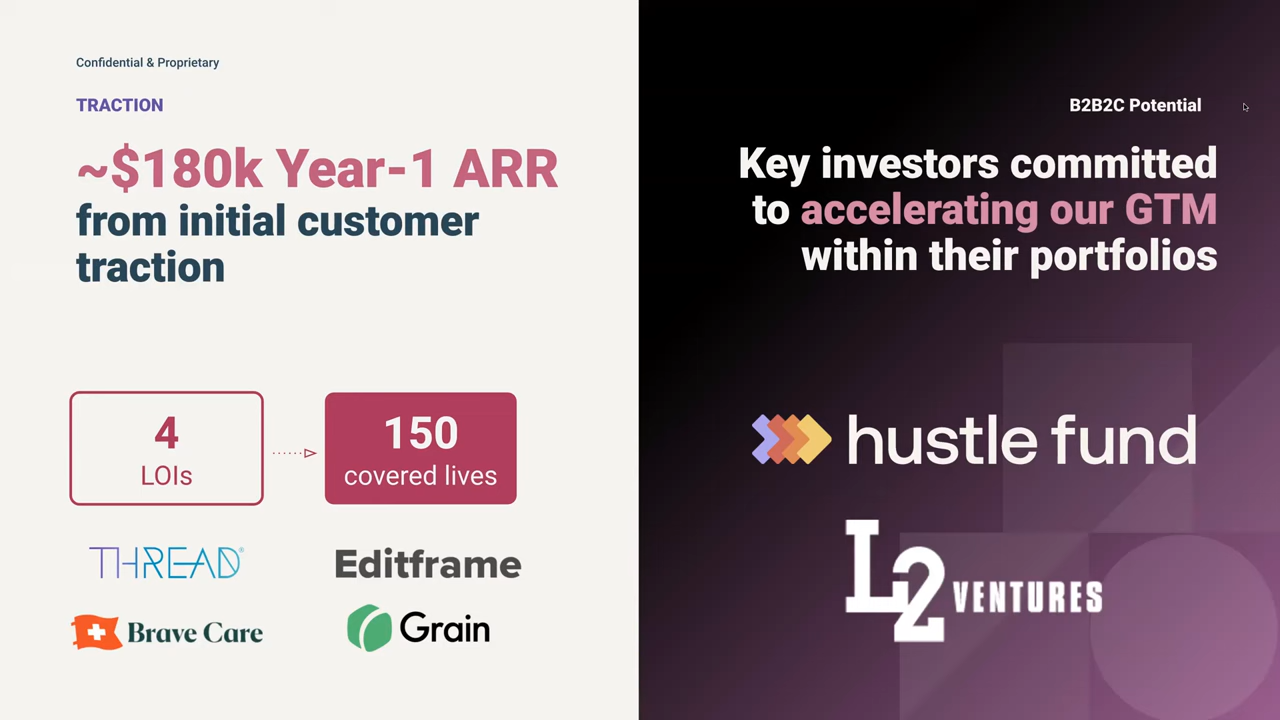 Confidential & Proprietary
TRACTION
~$180k Year-1 ARR
from initial customer
traction
4
LOIs
150
covered lives
THREAD®
Editframe
Brave Care
Grain
B2B2C Potential
Key investors committed
to accelerating our GTM
within their portfolios
hustle fund
L2 VENTURES